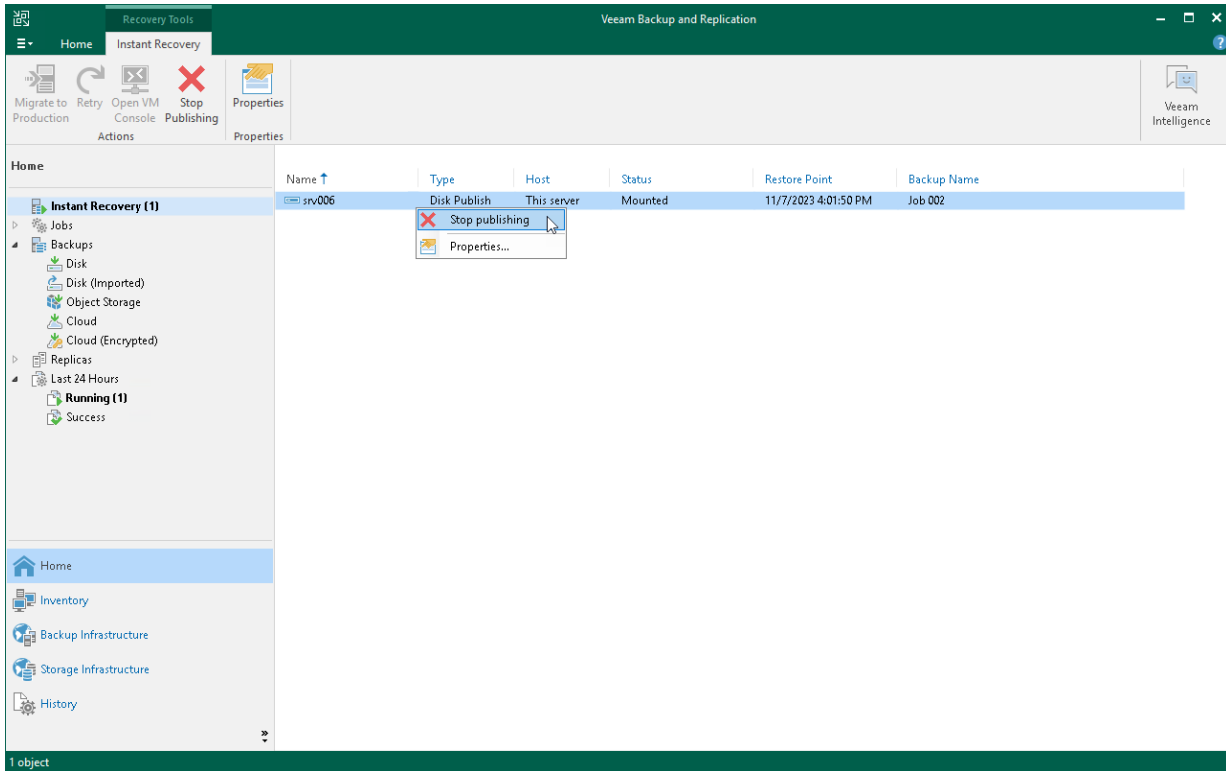 Recovery Tools
Veeam Backup and Replication
Home Instant Recovery
Migrate to Production
Retry
Open VM Console
Stop Publishing
Properties
Veeam Intelligence
Actions
Properties
Home
Instant Recovery (1)
Jobs
Backups
Disk
Disk (Imported)
Object Storage
Cloud
Cloud (Encrypted)
Replicas
Last 24 Hours
Running (1)
Success
Name Type Host Status Restore Point Backup Name
srv006 Disk Publish This server Mounted 11/7/2023 4:01:50 PM Job 002
Stop publishing
Properties...
Home
Inventory
Backup Infrastructure
Storage Infrastructure
History
1 object